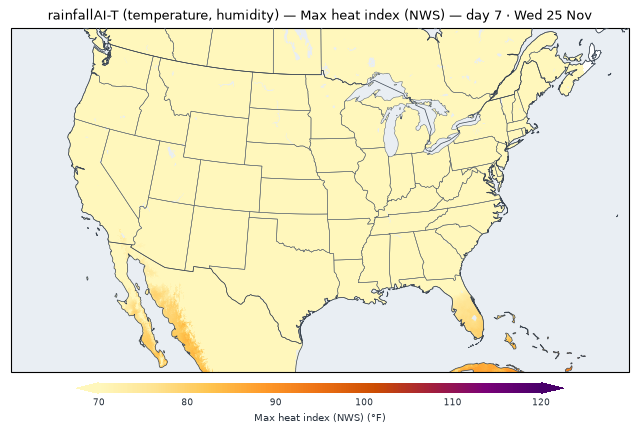 rainfallAI-T (temperature, humidity) — Max heat index (NWS) — day 7 · Wed 25 Nov
70 80 90 100 110 120
Max heat index (NWS) (°F)